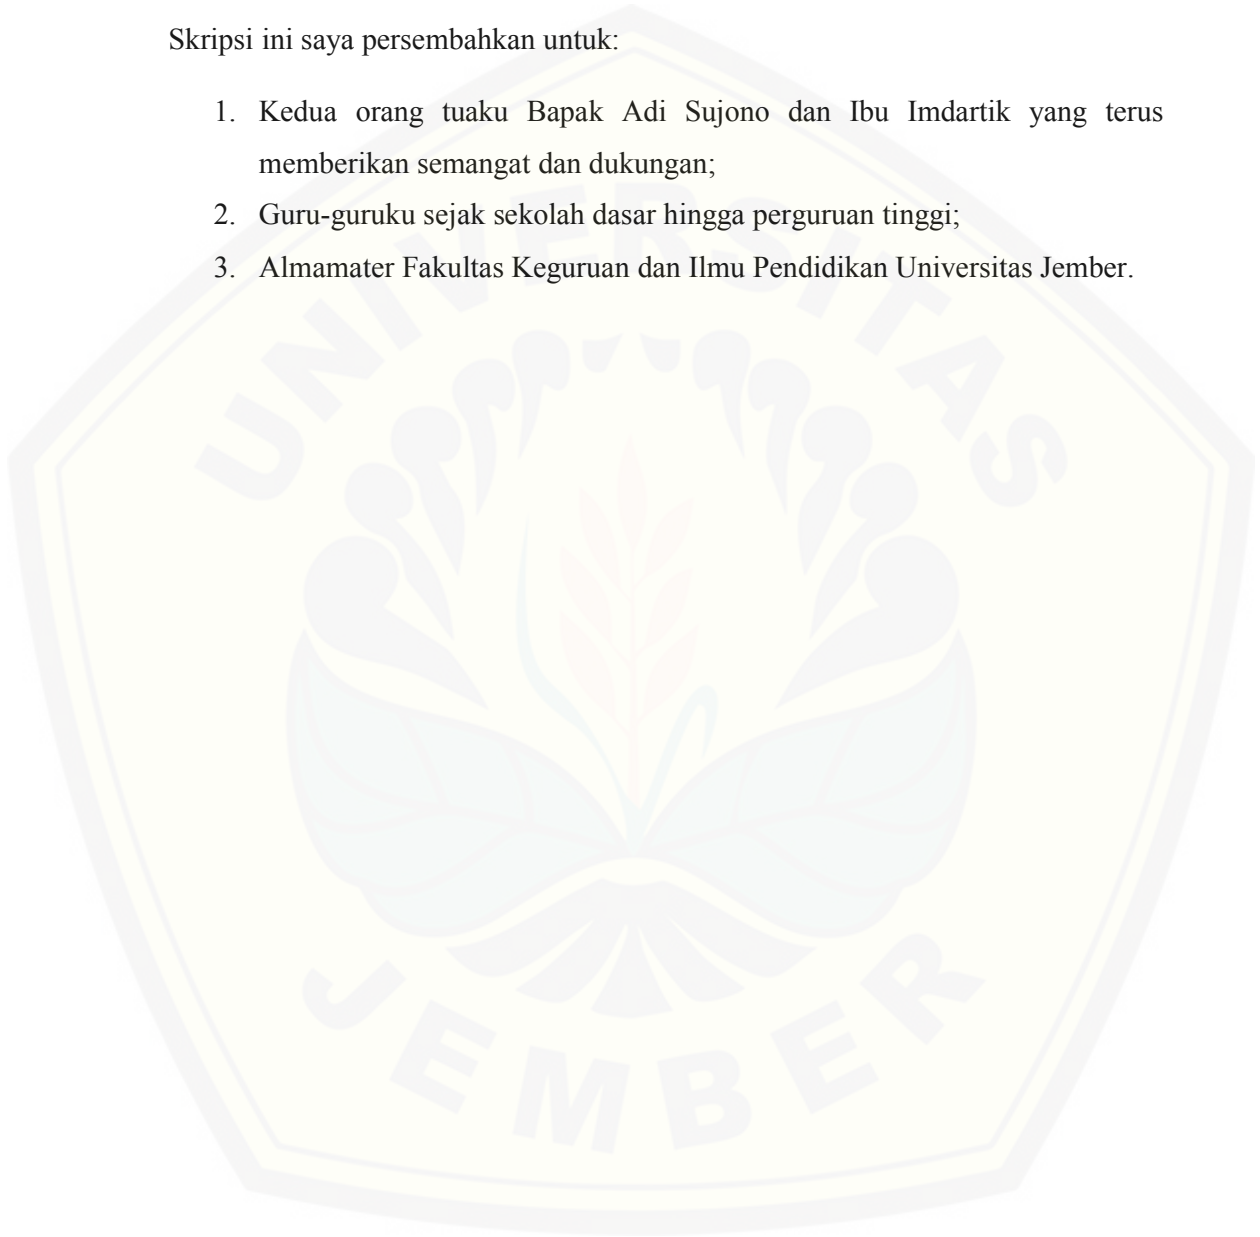 Skripsi ini saya persembahkan untuk:
1. Kedua orang tuaku Bapak Adi Sujono dan Ibu Imdartik yang terus
memberikan semangat dan dukungan;
2. Guru-guruku sejak sekolah dasar hingga perguruan tinggi;
3. Almamater Fakultas Keguruan dan Ilmu Pendidikan Universitas Jember.
UNIVERSITAS
JEMBER